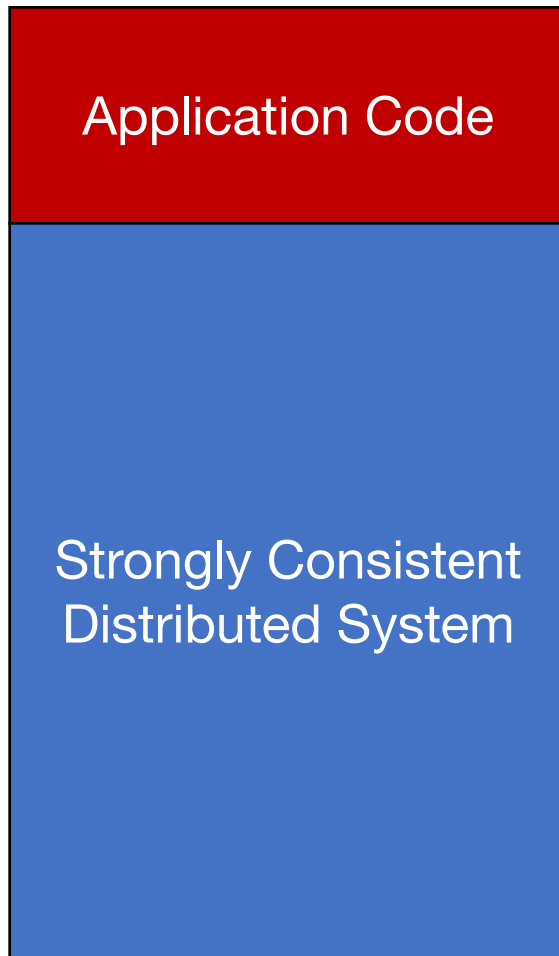 Application Code
Strongly Consistent
Distributed System